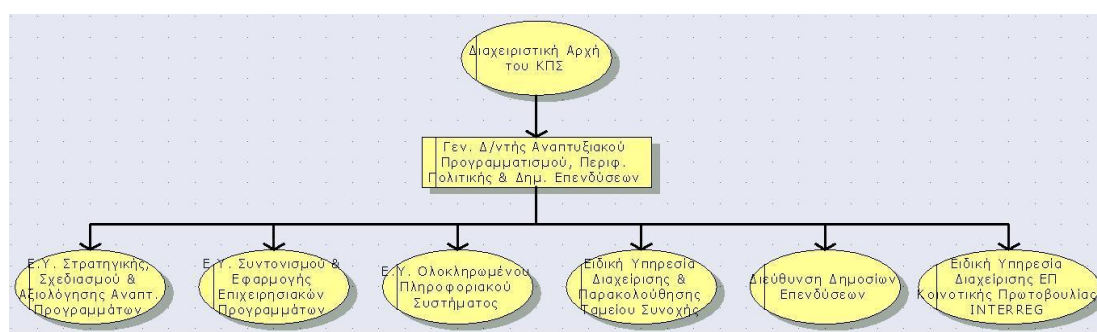 Διαχειριστική Αρχή
του ΚΠΣ
Γεν. Δ/ντής Αναπτυξιακού
Προγραμματισμού, Περιφ.
Πολιτικής & Δημ. Επενδύσεων
Ε.Υ. Στρατηγικής,
Σχεδιασμού &
Αξιολόγησης Αναπτ.
Προγραμμάτων
Ε.Υ. Συντονισμού &
Εφαρμογής
Επιχειρησιακών
Προγραμμάτων
Ε.Υ. Ολοκληρωμένου
Πληροφοριακού
Συστήματος
Ειδική Υπηρεσία
Διαχείρισης &
Παρακολούθησης
Ταμείου Συνοχής
Διεύθυνση Δημοσίων
Επενδύσεων
Ειδική Υπηρεσία
Διαχείρισης ΕΠ
Κοινοτικής Πρωτοβουλίας
INTERREG